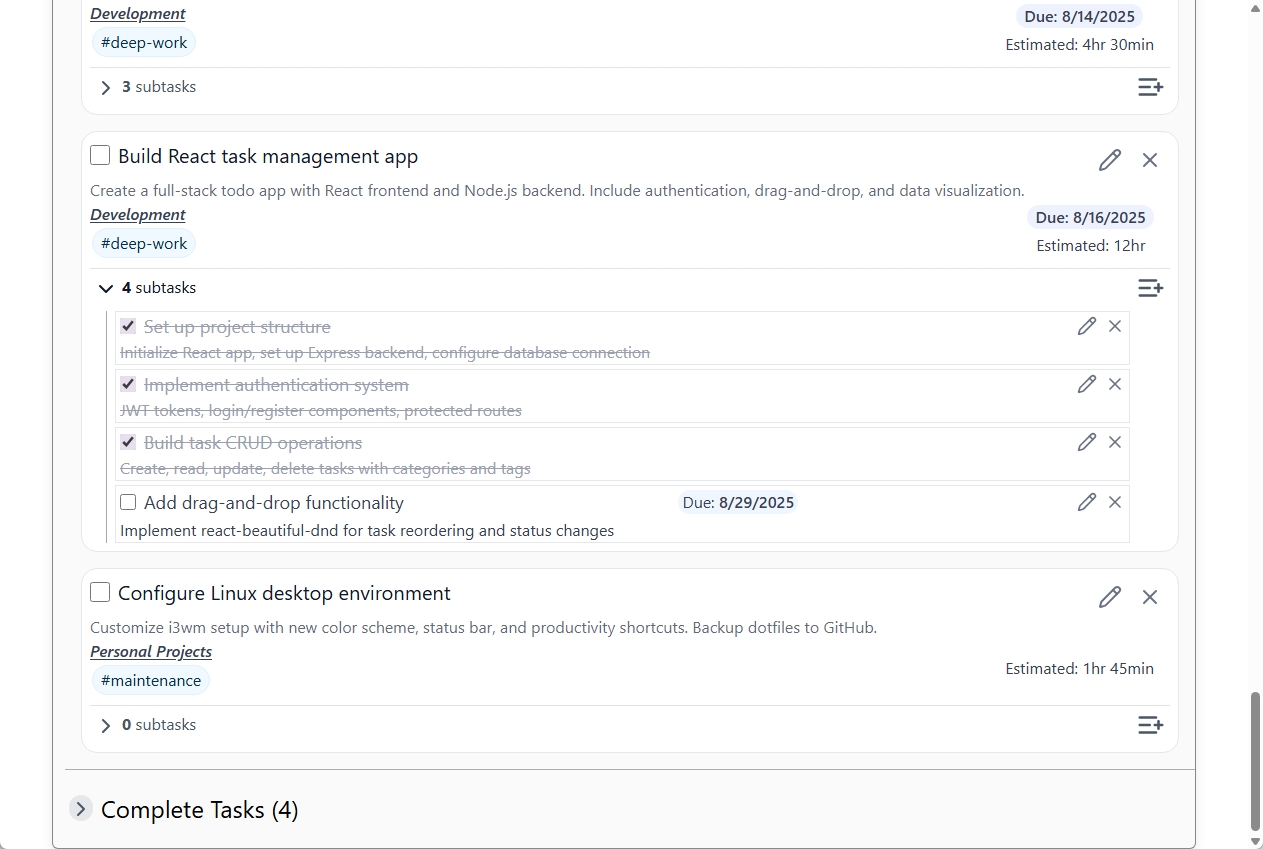 Development
Due: 8/14/2025
#deep-work
Estimated: 4hr 30min
3 subtasks
Build React task management app
Create a full-stack todo app with React frontend and Node.js backend. Include authentication, drag-and-drop, and data visualization.
Development
Due: 8/16/2025
#deep-work
Estimated: 12hr
4 subtasks
Set up project structure
Initialize React app, set up Express backend, configure database connection
Implement authentication system
JWT tokens, login/register components, protected routes
Build task CRUD operations
Create, read, update, delete tasks with categories and tags
Add drag-and-drop functionality
Due: 8/29/2025
Implement react-beautiful-dnd for task reordering and status changes
Configure Linux desktop environment
Customize i3wm setup with new color scheme, status bar, and productivity shortcuts. Backup dotfiles to GitHub.
Personal Projects
Estimated: 1hr 45min
#maintenance
0 subtasks
Complete Tasks (4)